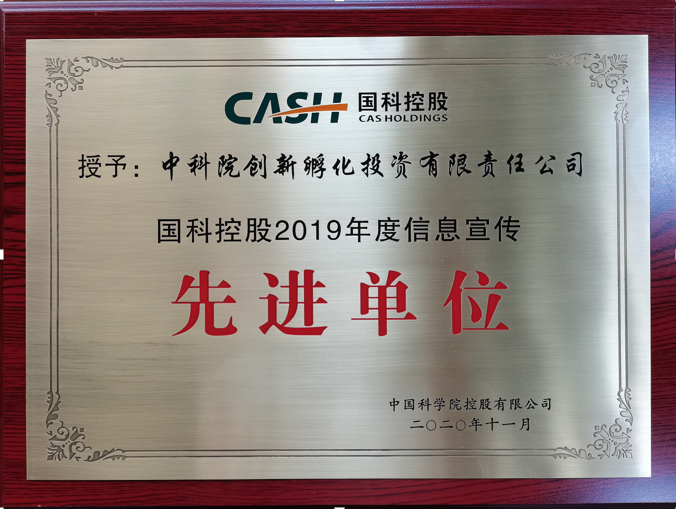 CASH 国科控股
CAS HOLDINGS
授予：中科院创新孵化投资有限责任公司
国科控股2019年度信息宣传
先进单位
中国科学院控股有限公司
二〇二〇年十一月